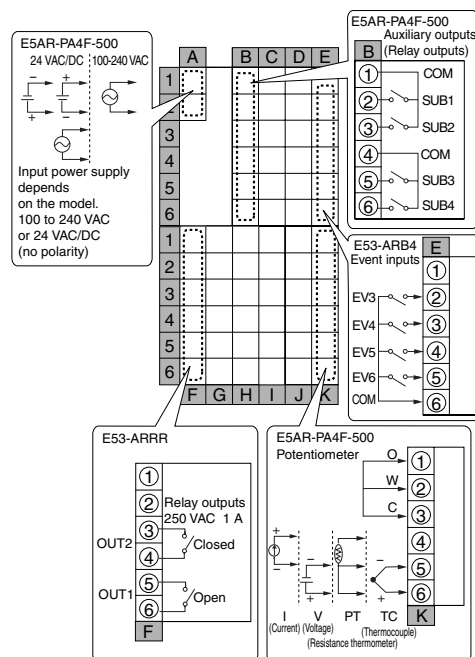 E5AR-PA4F-500
Auxiliary outputs
(Relay outputs)
B
1 COM
2 SUB1
3 SUB2
4 COM
5 SUB3
6 SUB4
E5AR-PA4F-500
24 VAC/DC 100-240 VAC
− + 
+ −
Input power supply
depends
on the model.
100 to 240 VAC
or 24 VAC/DC
(no polarity)
A B C D E
1
2
3
4
5
6
1
2
3
4
5
6
F G H I J K
E53-ARB4
Event inputs
E
1
EV3 2
EV4 3
EV5 4
EV6 5
COM 6
E53-ARRR
1
2
Relay outputs
250 VAC 1 A
OUT2 3 4 Closed
OUT1 5 6 Open
F
E5AR-PA4F-500
Potentiometer
O 1
W 2
C 3
4
+ − − 5
− + + 6
I V PT TC K
(Current) (Voltage) (Thermocouple)
(Resistance thermometer)